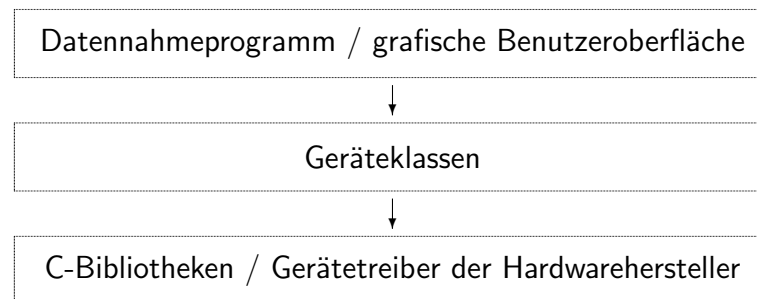 Datennahmeprogramm / grafische Benutzeroberfläche
Geräteklassen
C-Bibliotheken / Gerätetreiber der Hardwarehersteller